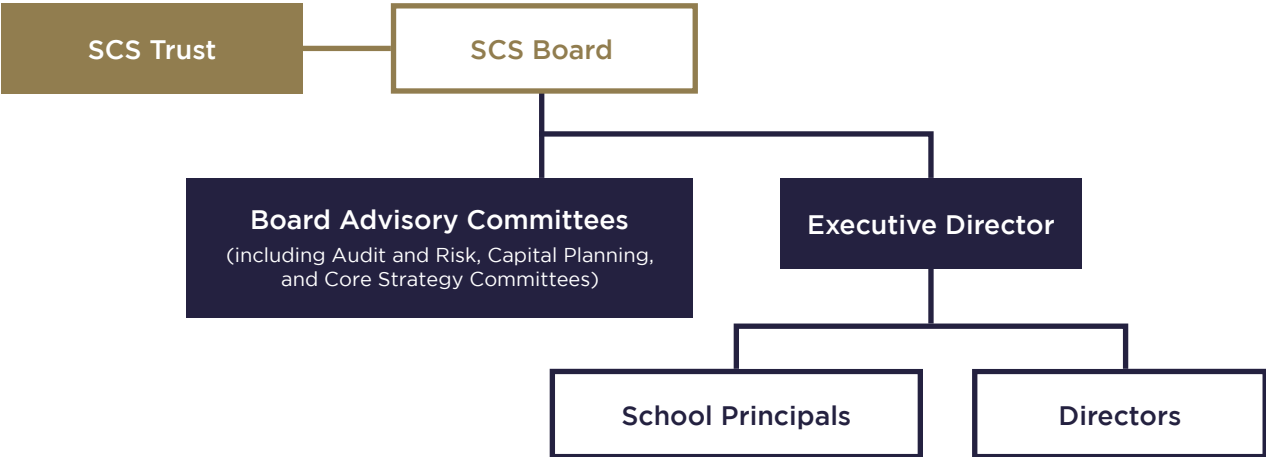 SCS Trust
SCS Board
Board Advisory Committees
(including Audit and Risk, Capital Planning,
and Core Strategy Committees)
Executive Director
School Principals
Directors